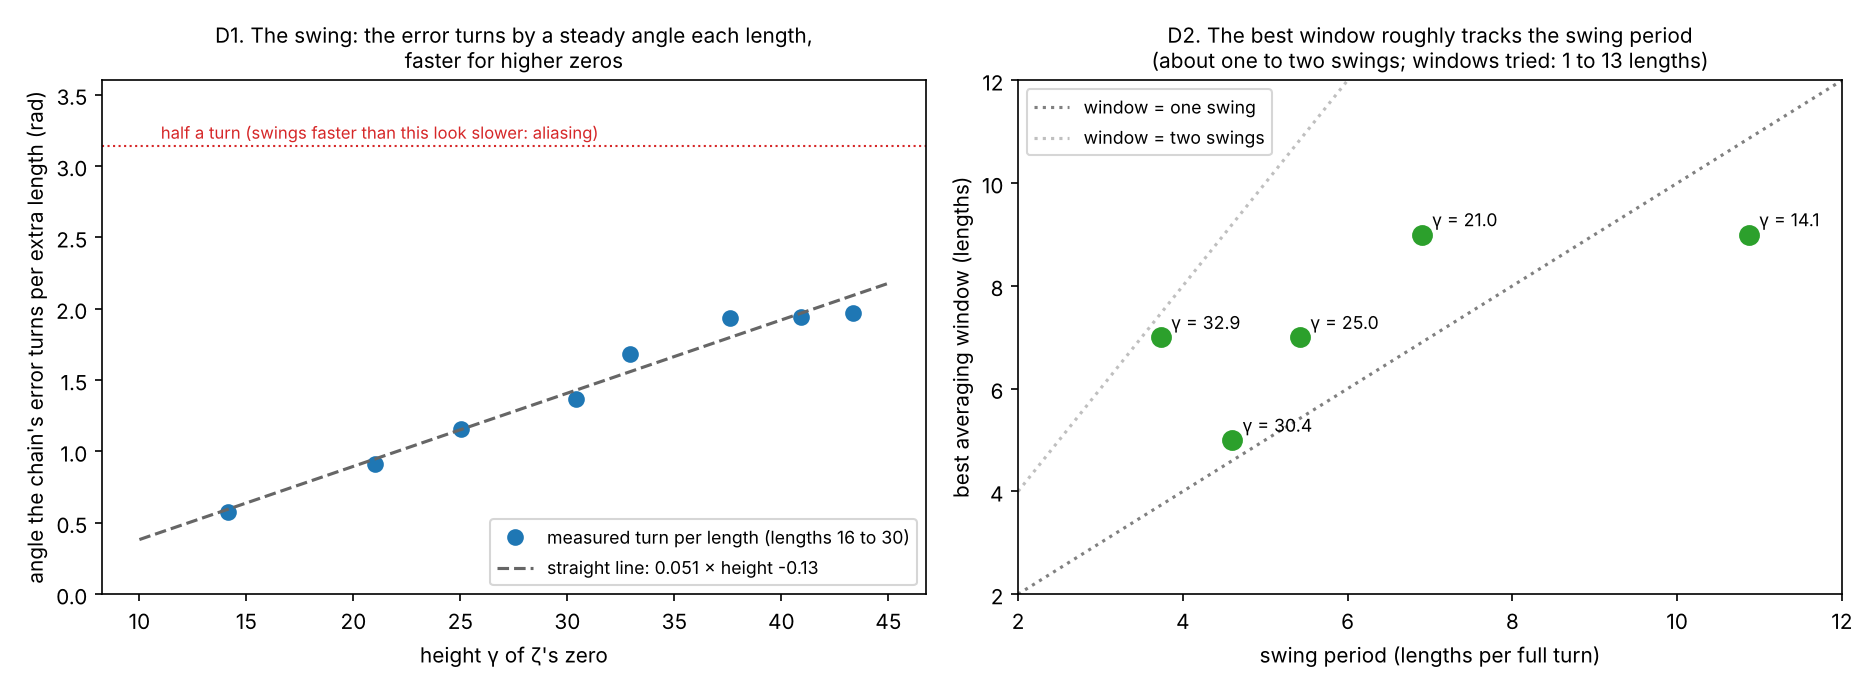 D1. The swing: the error turns by a steady angle each length,
faster for higher zeros
angle the chain's error turns per extra length (rad)
3.5
3.0
2.5
2.0
1.5
1.0
0.5
0.0
half a turn (swings faster than this look slower: aliasing)
measured turn per length (lengths 16 to 30)
straight line: 0.051 × height -0.13
10 15 20 25 30 35 40 45
height γ of ζ's zero
D2. The best window roughly tracks the swing period
(about one to two swings; windows tried: 1 to 13 lengths)
best averaging window (lengths)
12
10
8
6
4
2
window = one swing
window = two swings
γ = 21.0
γ = 14.1
γ = 32.9
γ = 25.0
γ = 30.4
2 4 6 8 10 12
swing period (lengths per full turn)